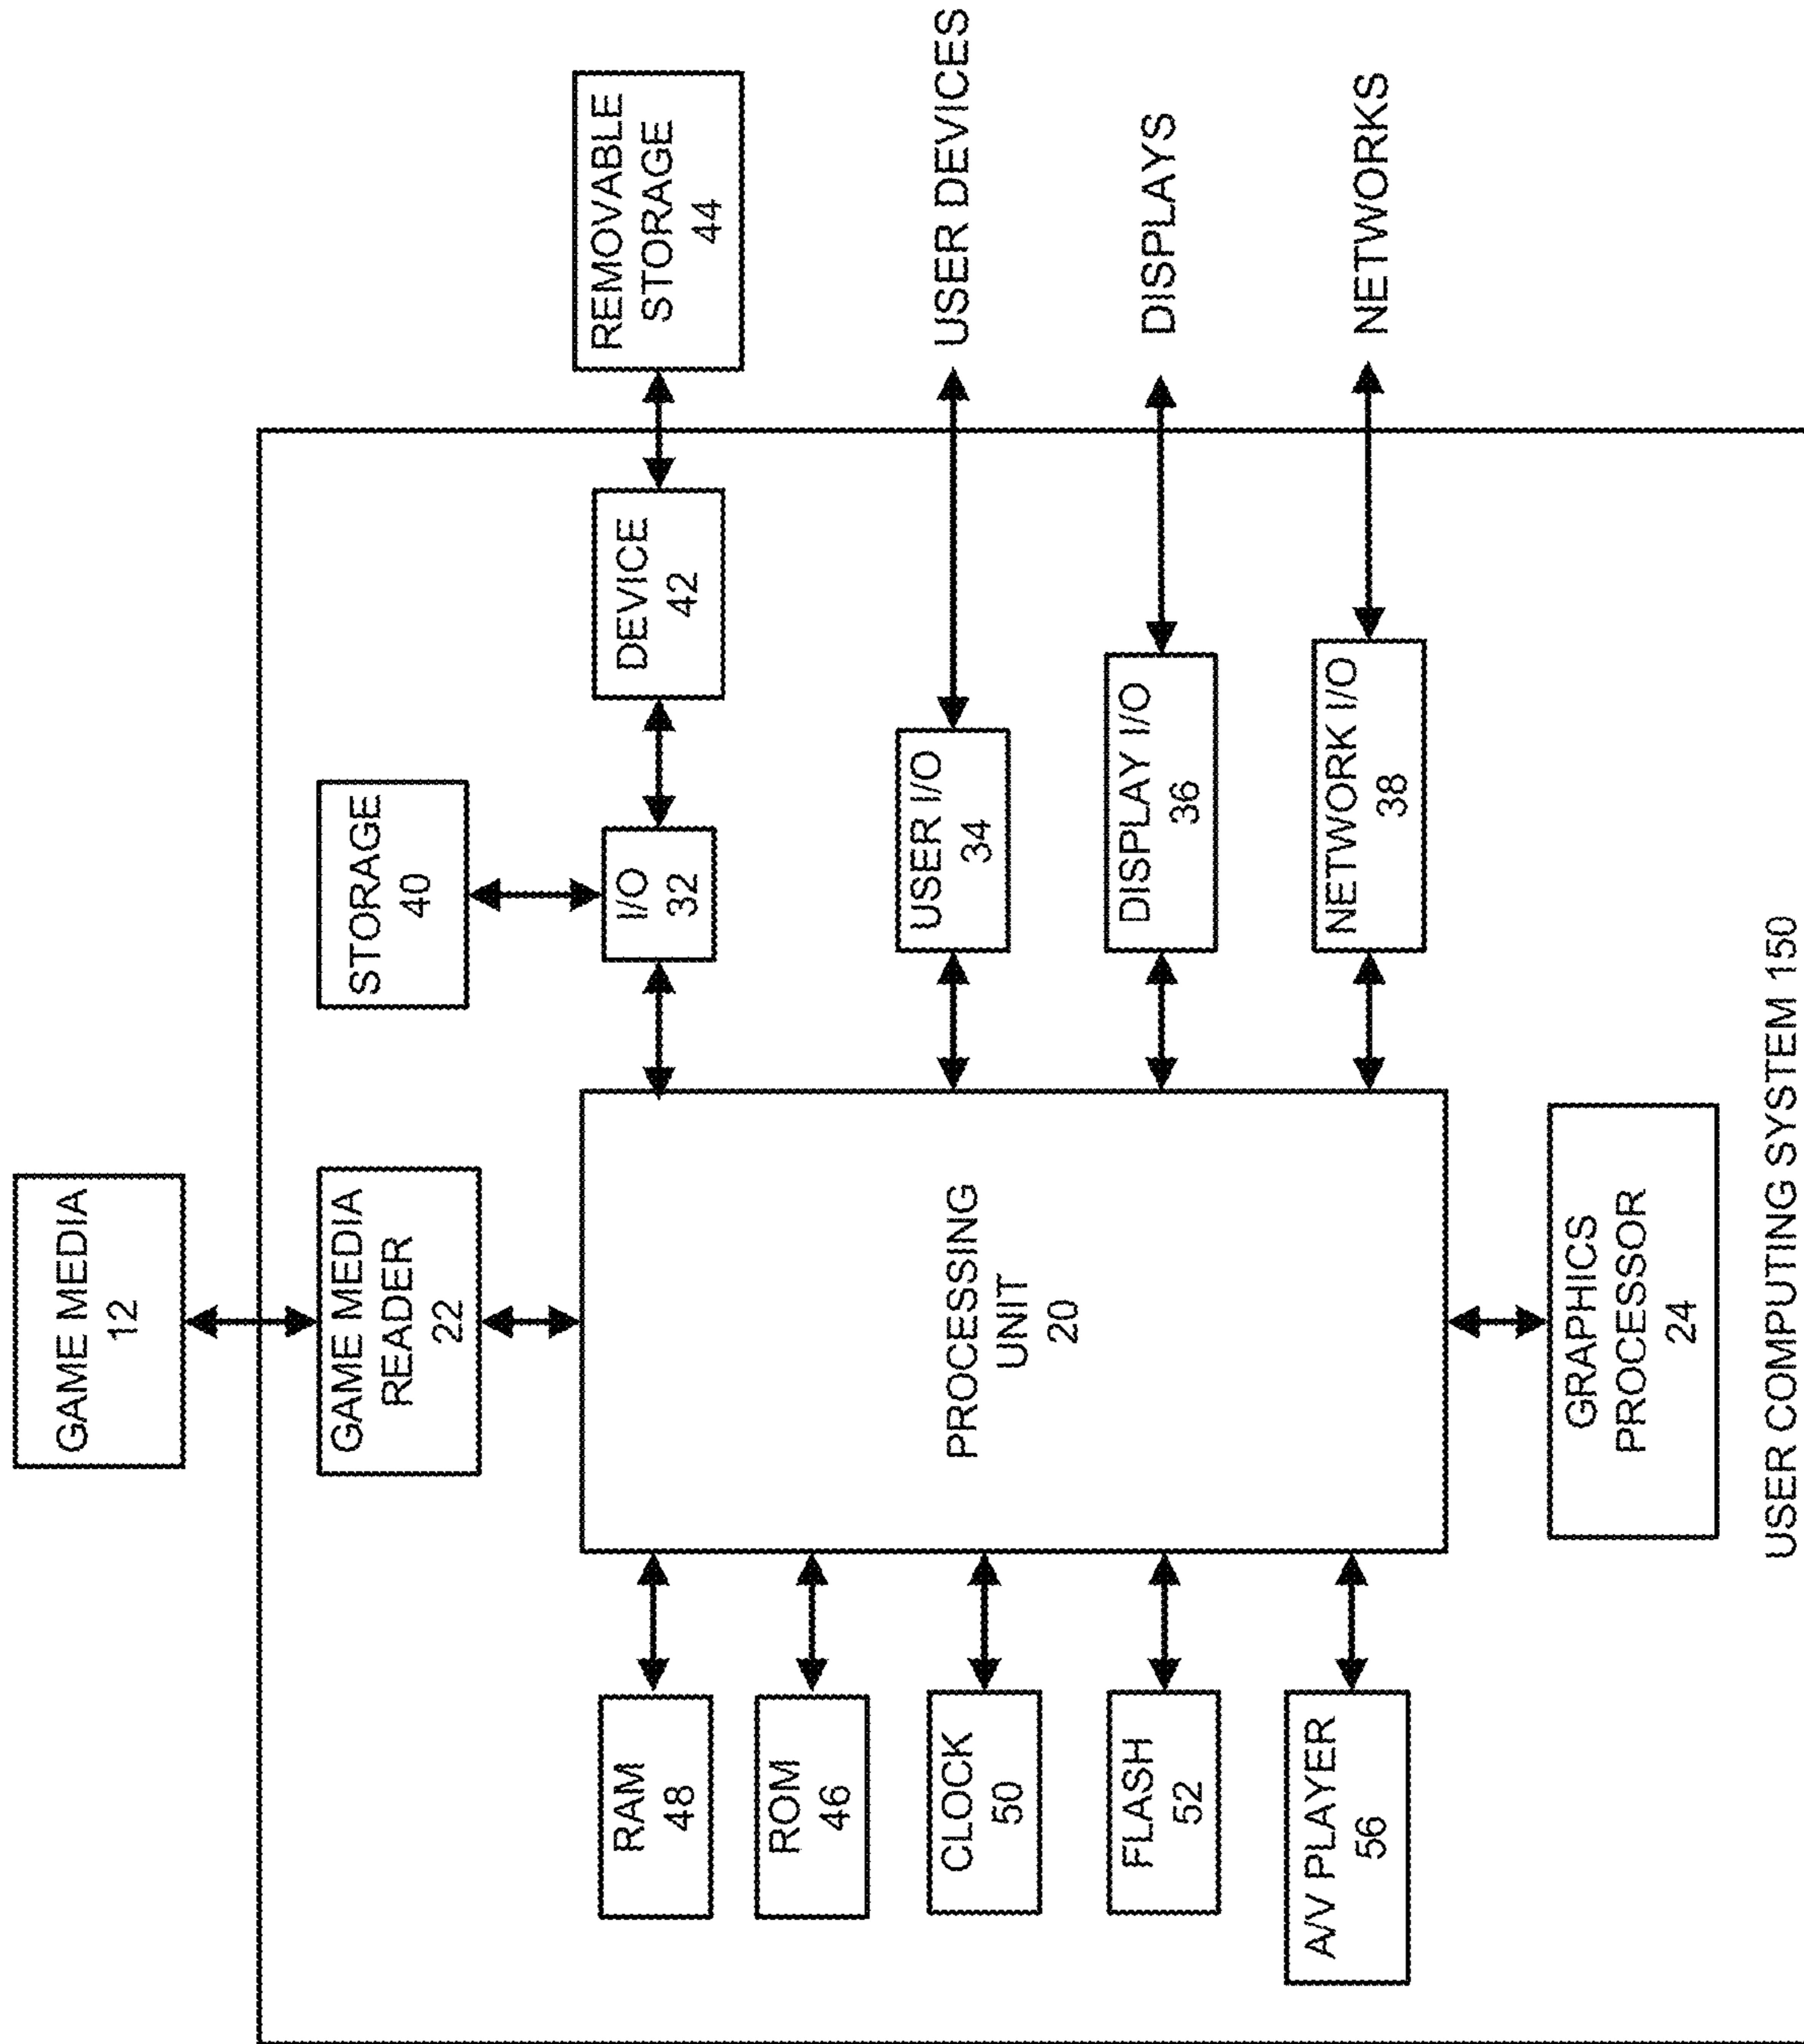 GAME MEDIA
12
GAME MEDIA
READER
22
STORAGE
40
RAM
48
ROM
46
CLOCK
50
FLASH
52
A/V PLAYER
56
PROCESSING
UNIT
20
I/O
32
DEVICE
42
REMOVABLE
STORAGE
44
USER I/O
34
USER DEVICES
DISPLAY I/O
36
DISPLAYS
NETWORK I/O
38
NETWORKS
GRAPHICS
PROCESSOR
24
USER COMPUTING SYSTEM 150